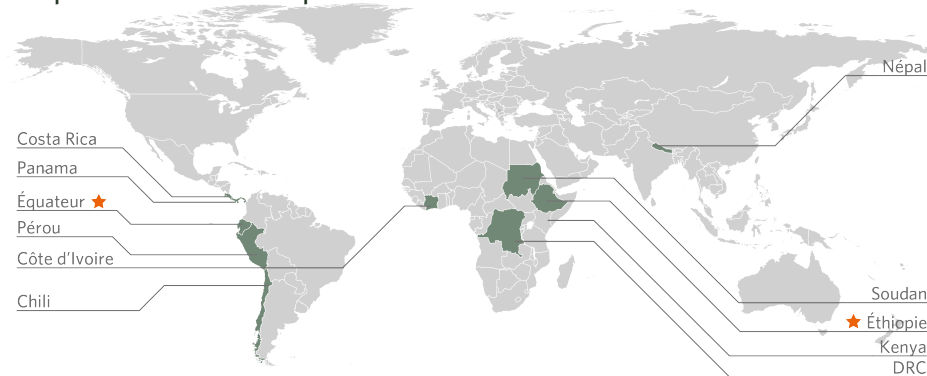 Népal
Costa Rica
Panama
Équateur
Pérou
Côte d'Ivoire
Chili
Soudan
Éthiopie
Kenya
DRC